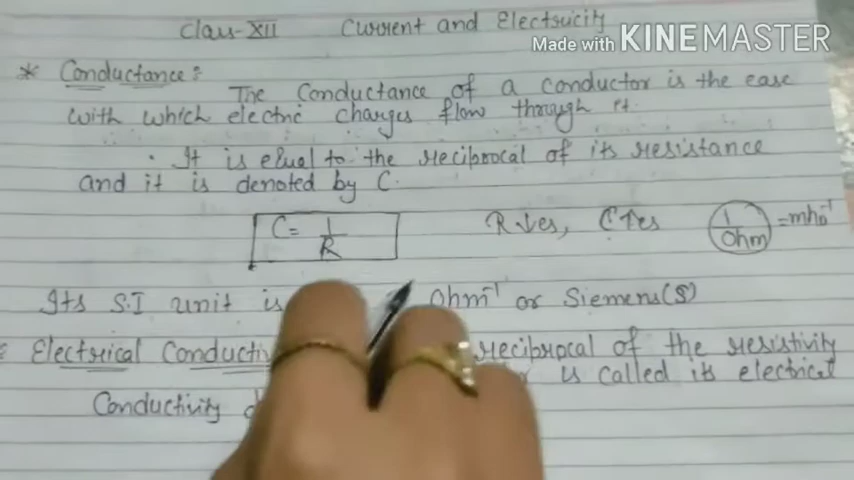 Class-XII Current and Electricity
Made with KINEMASTER
* Conductance:
The Conductance of a conductor is the ease
with which electric charges flow through it.
. It is equal to the reciprocal of its resistance
and it is denoted by C.
C = 1/R R↓es, C↑es 1/Ohm = mho⁻¹
Its S.I unit is Ohm⁻¹ or Siemens(S)
Electrical reciprocal of the resistivity
is called its electrical
Conductivity